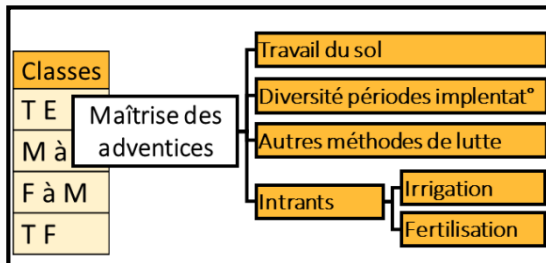 Classes
T E
M à
F à M
T F
Maîtrise des
adventices
Travail du sol
Diversité périodes implentat°
Autres méthodes de lutte
Intrants
Irrigation
Fertilisation